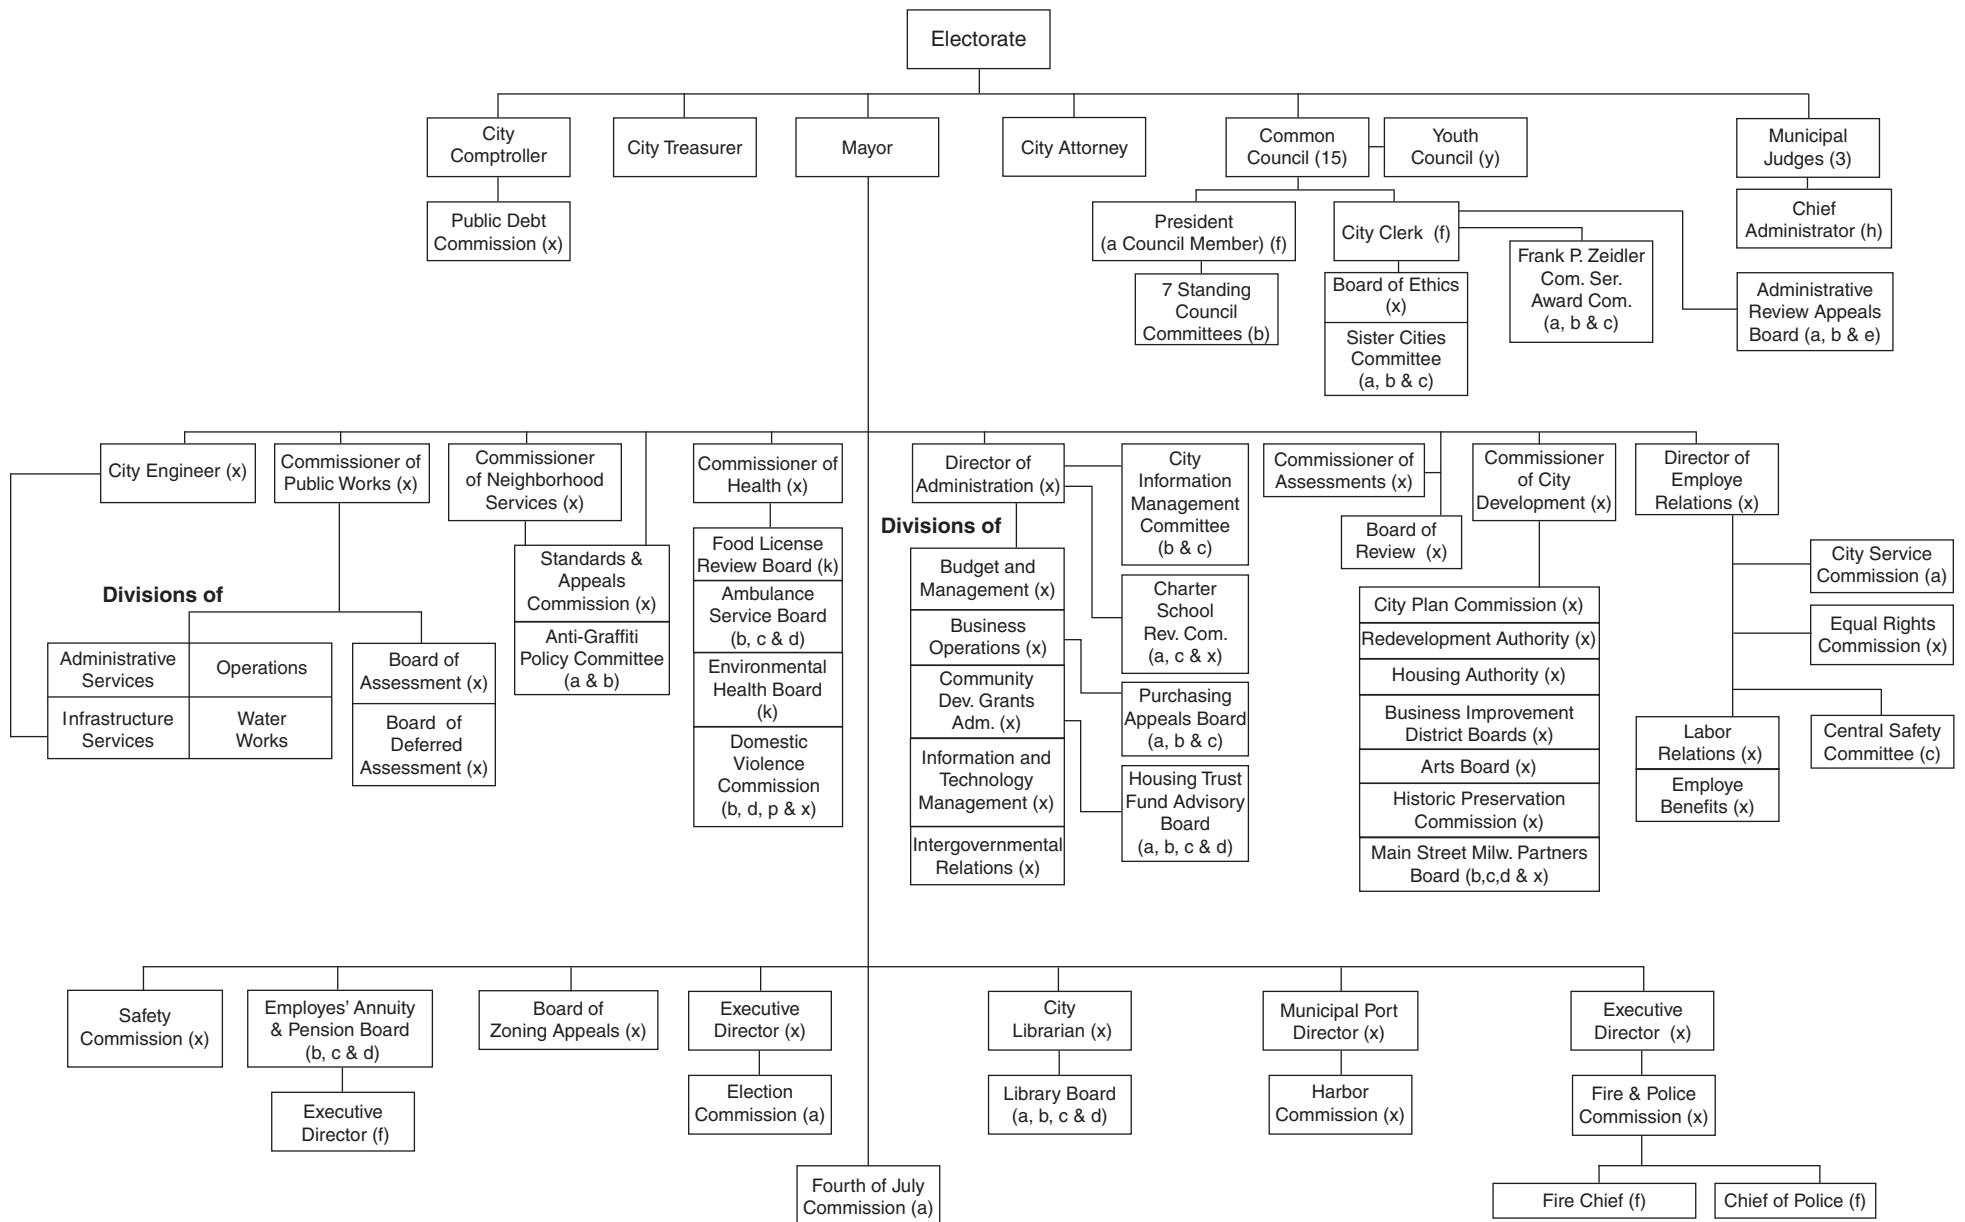 Electorate
City
Comptroller
City Treasurer
Mayor
City Attorney
Common
Council (15)
Youth
Council (y)
Municipal
Judges (3)
Public Debt
Commission (x)
President
(a Council Member) (f)
City Clerk (f)
Chief
Administrator (h)
7 Standing
Council
Committees (b)
Board of Ethics
(x)
Sister Cities
Committee
(a, b & c)
Frank P. Zeidler
Com. Ser.
Award Com.
(a, b & c)
Administrative
Review Appeals
Board (a, b & e)
City Engineer (x)
Commissioner of
Public Works (x)
Commissioner
of Neighborhood
Services (x)
Commissioner of
Health (x)
Director of
Administration (x)
City
Information
Management
Committee
(b & c)
Commissioner of
Assessments (x)
Commissioner
of City
Development (x)
Director of
Employe
Relations (x)
Divisions of
Administrative
Services
Operations
Infrastructure
Services
Water
Works
Board of
Assessment (x)
Board of
Deferred
Assessment (x)
Standards &
Appeals
Commission (x)
Anti-Graffiti
Policy Committee
(a & b)
Food License
Review Board (k)
Ambulance
Service Board
(b, c & d)
Environmental
Health Board
(k)
Domestic
Violence
Commission
(b, d, p & x)
Divisions of
Budget and
Management (x)
Business
Operations (x)
Community
Dev. Grants
Adm. (x)
Information and
Technology
Management (x)
Intergovernmental
Relations (x)
Charter
School
Rev. Com.
(a, c & x)
Purchasing
Appeals Board
(a, b & c)
Housing Trust
Fund Advisory
Board
(a, b, c & d)
Board of
Review (x)
City Plan Commission (x)
Redevelopment Authority (x)
Housing Authority (x)
Business Improvement
District Boards (x)
Arts Board (x)
Historic Preservation
Commission (x)
Main Street Milw. Partners
Board (b,c,d & x)
City Service
Commission (a)
Equal Rights
Commission (x)
Labor
Relations (x)
Employe
Benefits (x)
Central Safety
Committee (c)
Safety
Commission (x)
Employes' Annuity
& Pension Board
(b, c & d)
Executive
Director (f)
Board of
Zoning Appeals (x)
Executive
Director (x)
Election
Commission (a)
City
Librarian (x)
Library Board
(a, b, c & d)
Municipal Port
Director (x)
Harbor
Commission (x)
Executive
Director (x)
Fire & Police
Commission (x)
Fourth of July
Commission (a)
Fire Chief (f)
Chief of Police (f)